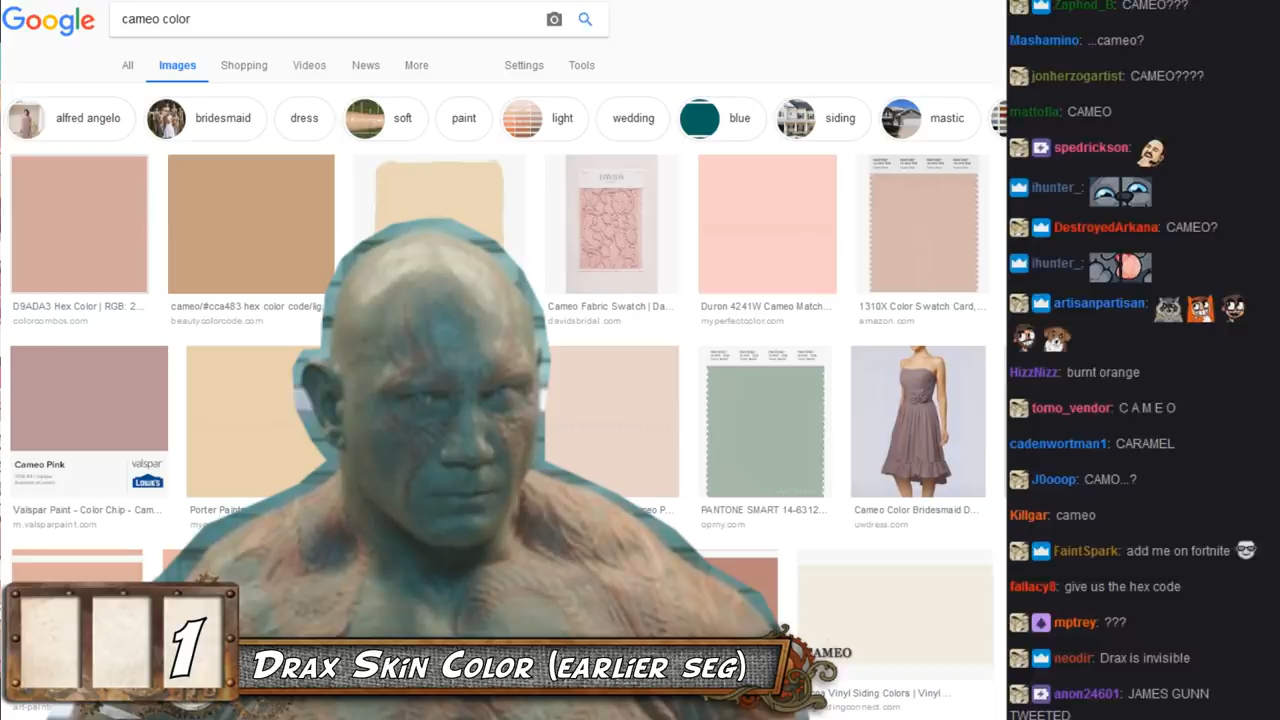 Google
cameo color
All Images Shopping Videos News More Settings Tools
alfred angelo bridesmaid dress soft paint light wedding blue siding mastic
D9ADA3 Hex Color | RGB: 2...
colorcombos.com
cameo/#cca483 hex color code/lig
beautycolorcode.com
Cameo Fabric Swatch | Da...
davidsbridal.com
Duron 4241W Cameo Match...
myperfectcolor.com
1310X Color Swatch Card,...
amazon.com
Cameo Pink
valspar
LOWE'S
Valspar Paint - Color Chip - Cam...
m.valsparpaint.com
Porter Paint
PANTONE SMART 14-6312...
oprny.com
Cameo Color Bridesmaid D...
uwdress.com
CAMEO
Vinyl Siding Colors | Vinyl ...
1
Drax Skin Color (earlier seg)
Zaphod_B: CAMEO???
Mashamino: ...cameo?
jonherzogartist: CAMEO????
mattofla: CAMEO
spedrickson:
ihunter_:
DestroyedArkana: CAMEO?
ihunter_:
artisanpartisan:
HizzNizz: burnt orange
tomo_vendor: C A M E O
cadenwortman1: CARAMEL
J0ooop: CAMO...?
Killgar: cameo
FaintSpark: add me on fortnite
fallacy8: give us the hex code
mptrey: ???
neodir: Drax is invisible
anon24601: JAMES GUNN
TWEETED